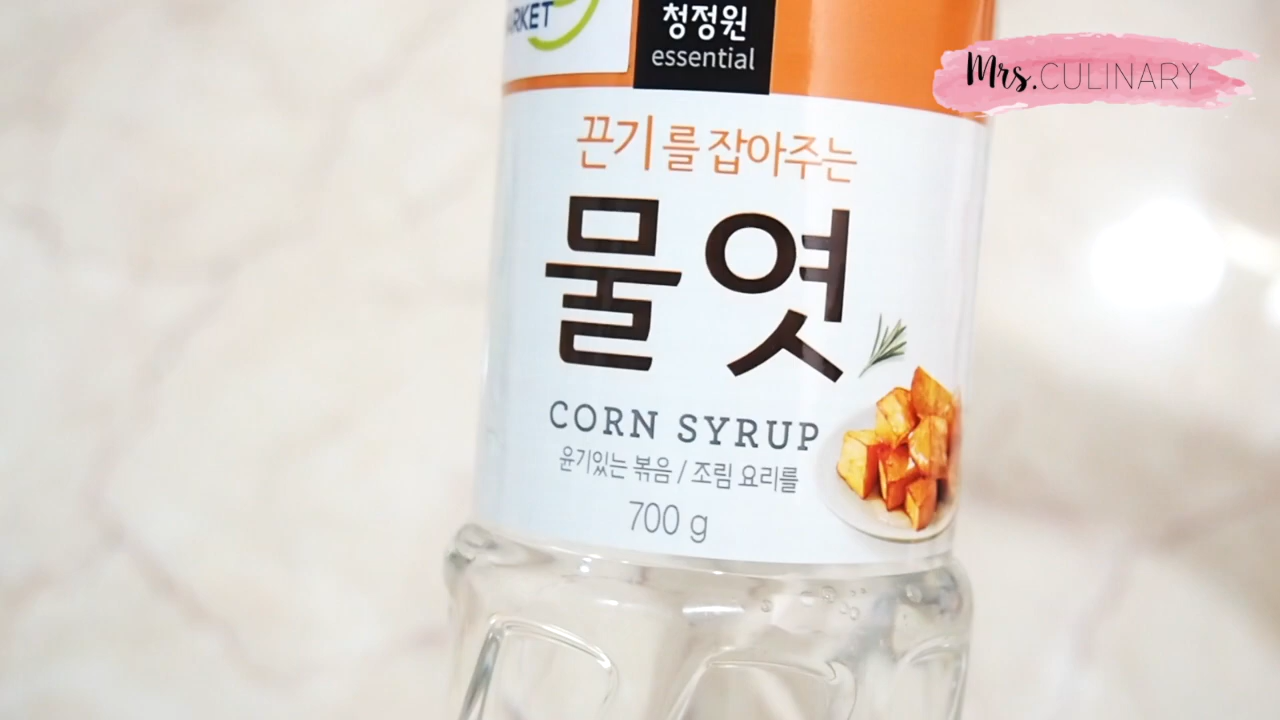 청정원
essential
Mrs.CULINARY
끈기를 잡아주는
물엿
CORN SYRUP
윤기있는 볶음 / 조림 요리를
700 g